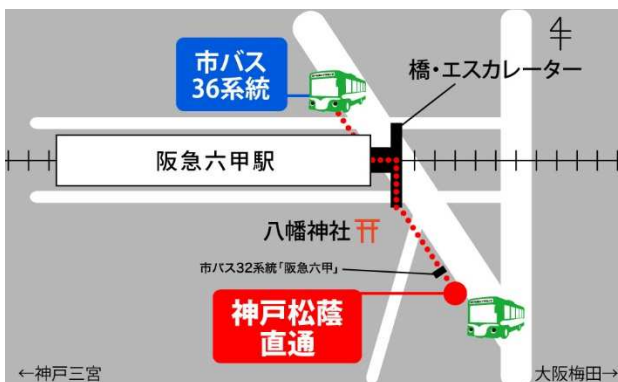 市バス
36系統
橋・エスカレーター
阪急六甲駅
八幡神社
市バス32系統「阪急六甲」
神戸松蔭
直通
←神戸三宮
大阪梅田→